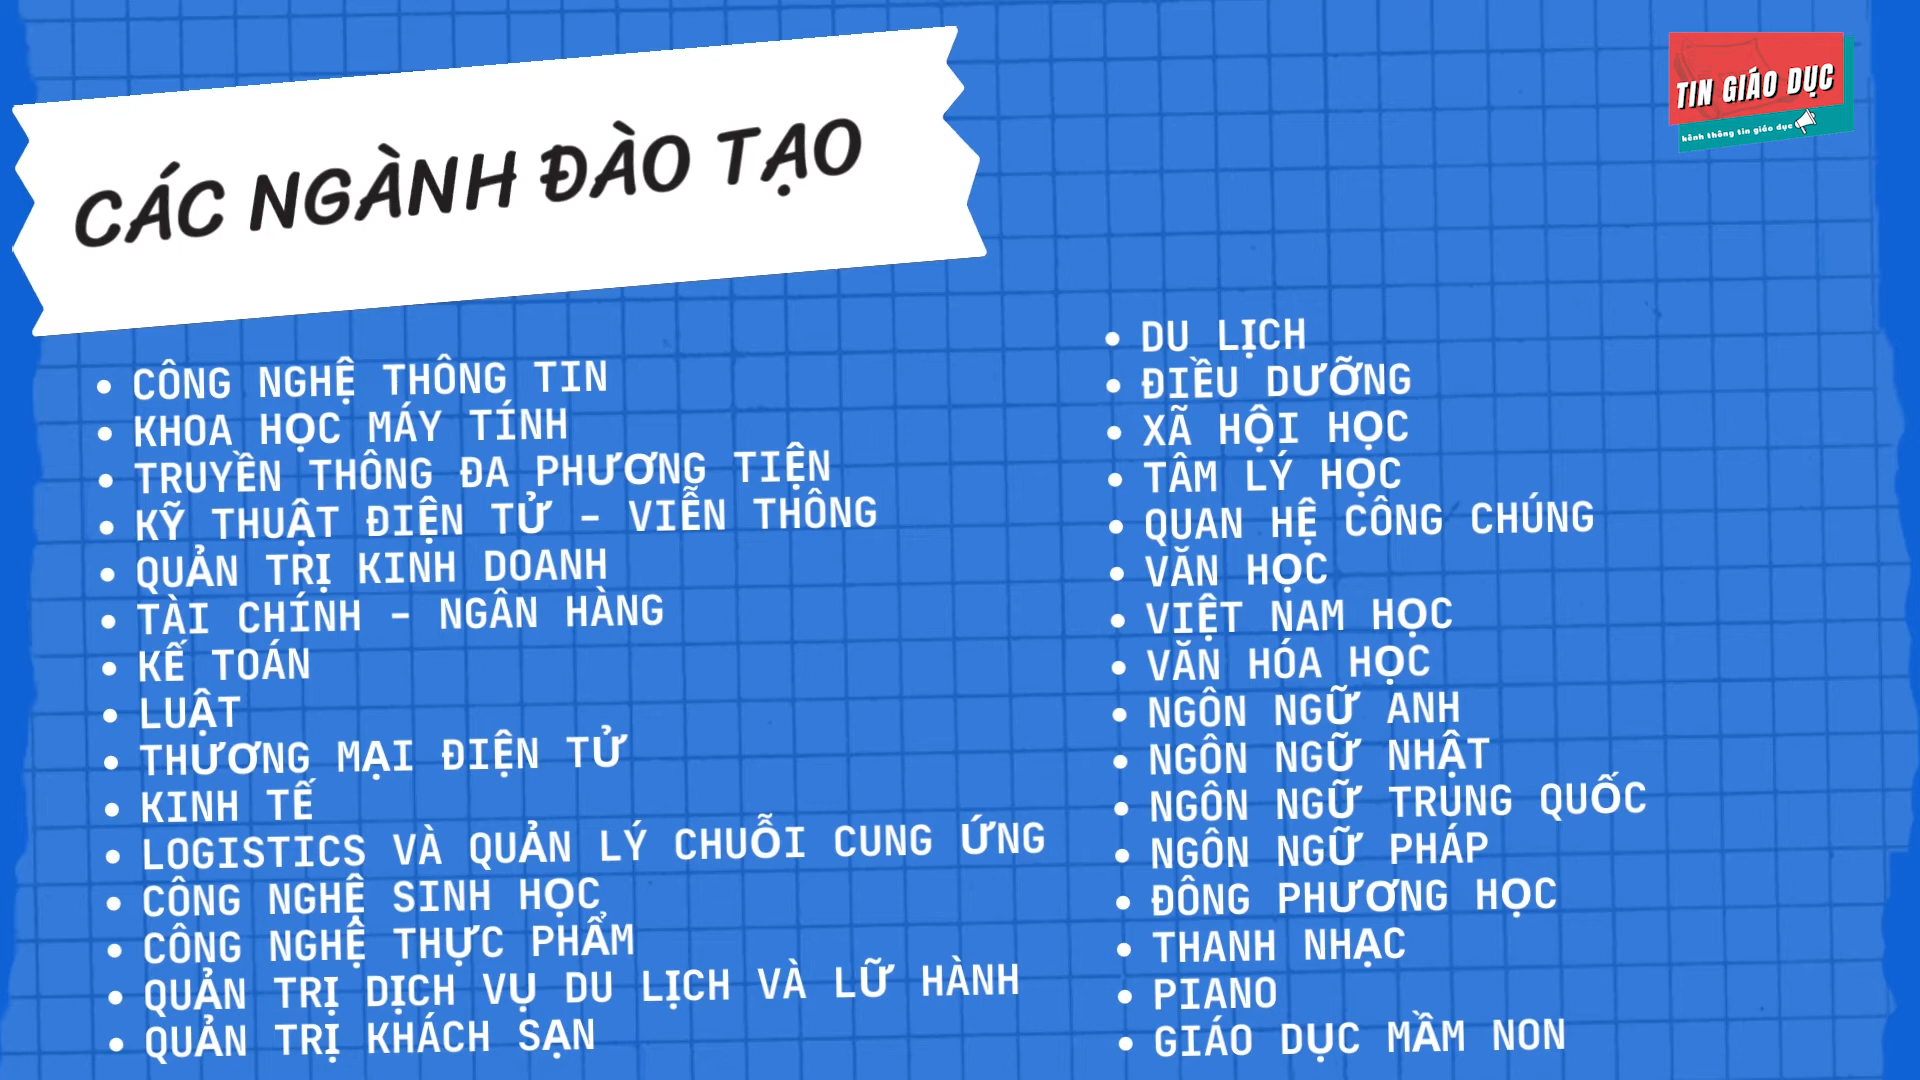 CÁC NGÀNH ĐÀO TẠO
TIN GIÁO DỤC
kênh thông tin giáo dục
• CÔNG NGHỆ THÔNG TIN
• KHOA HỌC MÁY TÍNH
• TRUYỀN THÔNG ĐA PHƯƠNG TIỆN
• KỸ THUẬT ĐIỆN TỬ – VIỄN THÔNG
• QUẢN TRỊ KINH DOANH
• TÀI CHÍNH – NGÂN HÀNG
• KẾ TOÁN
• LUẬT
• THƯƠNG MẠI ĐIỆN TỬ
• KINH TẾ
• LOGISTICS VÀ QUẢN LÝ CHUỖI CUNG ỨNG
• CÔNG NGHỆ SINH HỌC
• CÔNG NGHỆ THỰC PHẨM
• QUẢN TRỊ DỊCH VỤ DU LỊCH VÀ LỮ HÀNH
• QUẢN TRỊ KHÁCH SẠN
• DU LỊCH
• ĐIỀU DƯỠNG
• XÃ HỘI HỌC
• TÂM LÝ HỌC
• QUAN HỆ CÔNG CHÚNG
• VĂN HỌC
• VIỆT NAM HỌC
• VĂN HÓA HỌC
• NGÔN NGỮ ANH
• NGÔN NGỮ NHẬT
• NGÔN NGỮ TRUNG QUỐC
• NGÔN NGỮ PHÁP
• ĐÔNG PHƯƠNG HỌC
• THANH NHẠC
• PIANO
• GIÁO DỤC MẦM NON